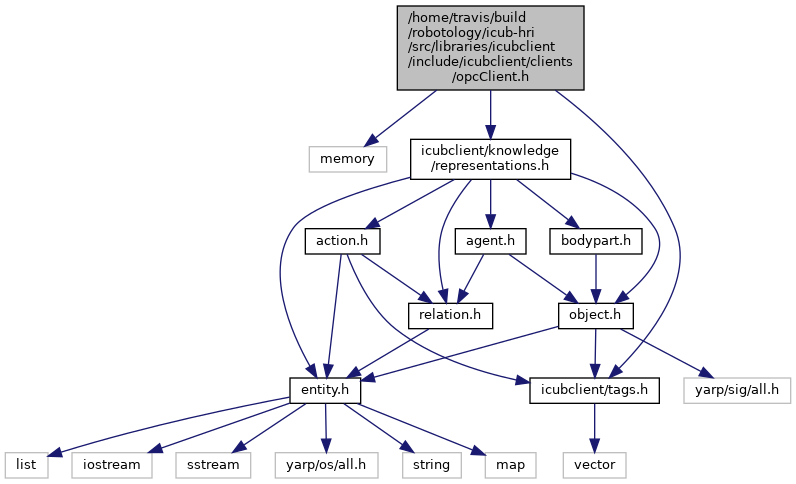 /home/travis/build
/robotology/icub-hri
/src/libraries/icubclient
/include/icubclient/clients
/opcClient.h
memory
icubclient/knowledge
/representations.h
action.h
agent.h
bodypart.h
relation.h
object.h
entity.h
icubclient/tags.h
yarp/sig/all.h
list
iostream
sstream
yarp/os/all.h
string
map
vector